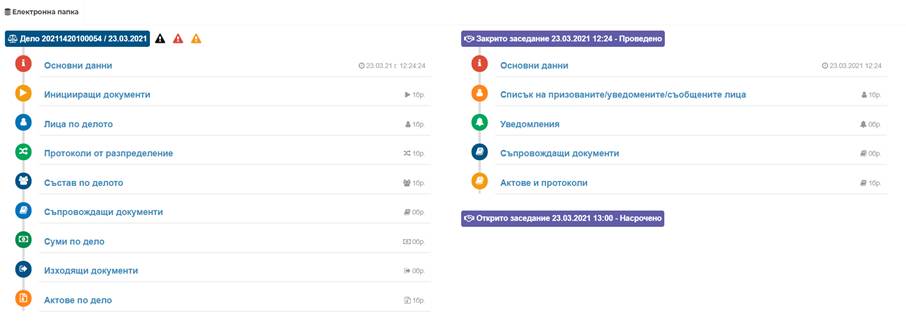 Електронна папка
Дело 20211420100054 / 23.03.2021
Основни данни 23.03.21 г. 12:24:24
Иницииращи документи 1бр.
Лица по делото 1бр.
Протоколи от разпределение 1бр.
Състав по делото 1бр.
Съпровождащи документи 0бр.
Суми по дело 0бр.
Изходящи документи 0бр.
Актове по дело 1бр.
Закрито заседание 23.03.2021 12:24 - Проведено
Основни данни 23.03.2021 12:24
Списък на призованите/уведомените/съобщените лица 1бр.
Уведомления 0бр.
Съпровождащи документи 0бр.
Актове и протоколи 1бр.
Открито заседание 23.03.2021 13:00 - Насрочено